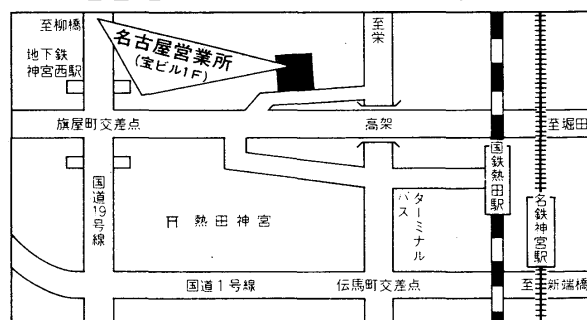 至柳橋
地下鉄
神宮西駅
名古屋営業所
(宝ビル1F)
至栄
旗屋町交差点
高架
至堀田
国鉄熱田駅
名鉄神宮駅
国道19号線
熱田神宮
バス
ターミナル
国道1号線
伝馬町交差点
至
新端橋